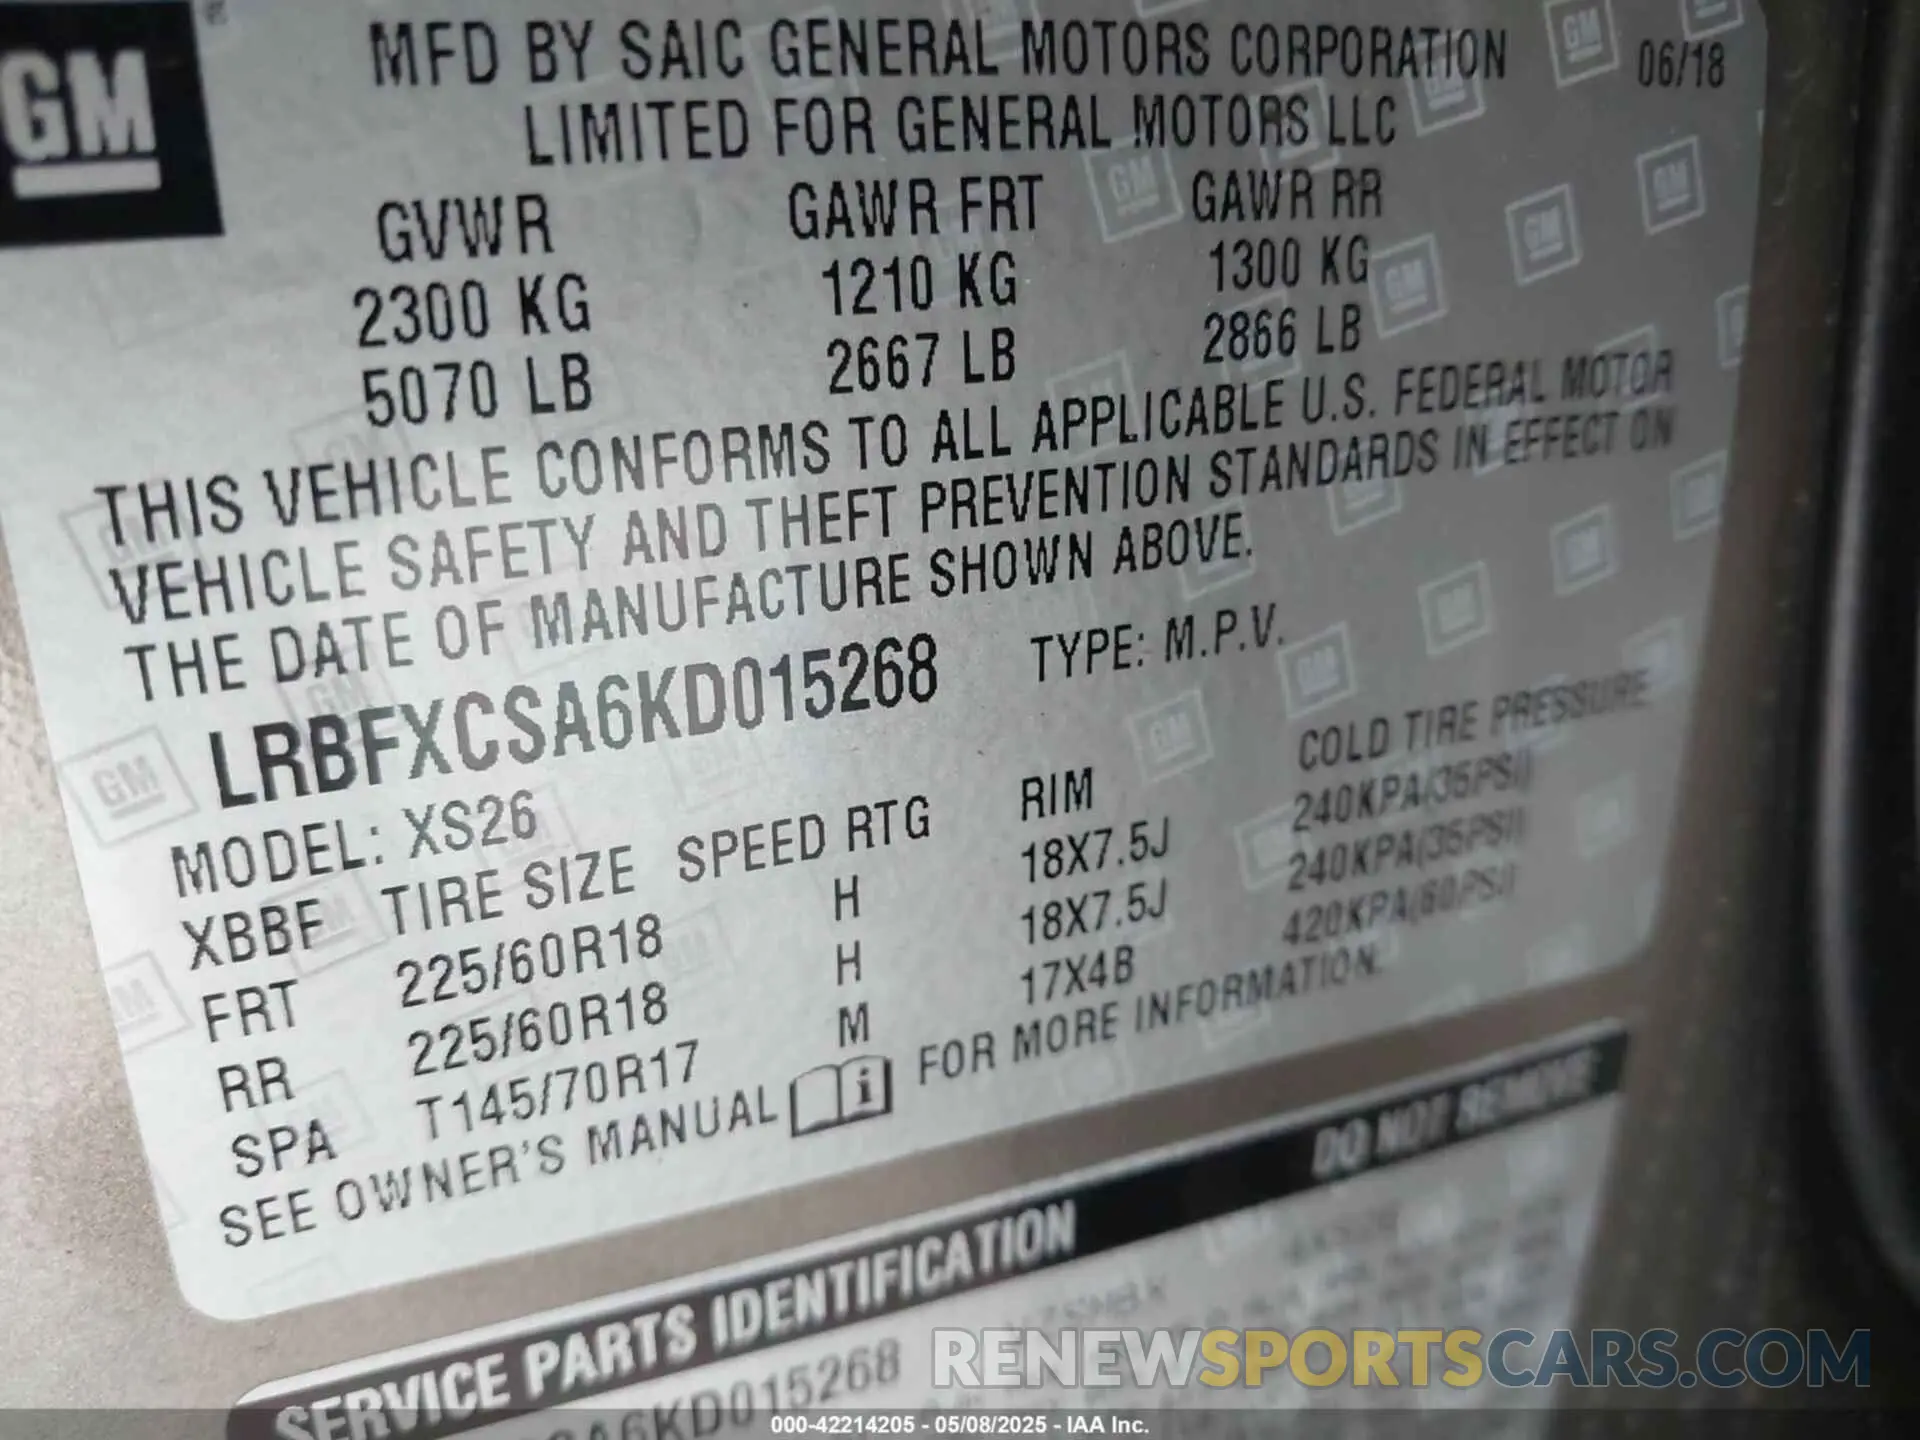 GM
MFD BY SAIC GENERAL MOTORS CORPORATION 06/18
LIMITED FOR GENERAL MOTORS LLC
GVWR GAWR FRT GAWR RR
2300 KG 1210 KG 1300 KG
5070 LB 2667 LB 2866 LB
THIS VEHICLE CONFORMS TO ALL APPLICABLE U.S. FEDERAL MOTOR
VEHICLE SAFETY AND THEFT PREVENTION STANDARDS IN EFFECT ON
THE DATE OF MANUFACTURE SHOWN ABOVE.
LRBFXCSA6KD015268 TYPE: M.P.V.
MODEL: XS26
XBBF TIRE SIZE SPEED RTG RIM COLD TIRE PRESSURE
FRT 225/60R18 H 18X7.5J 240KPA(35PSI)
RR 225/60R18 H 18X7.5J 240KPA(35PSI)
SPA T145/70R17 M 17X4B 420KPA(60PSI)
SEE OWNER'S MANUAL FOR MORE INFORMATION.
SERVICE PARTS IDENTIFICATION DO NOT REMOVE
SA6KD015268
RENEWSPORTSCARS.COM
000-42214205 - 05/08/2025 - IAA Inc.